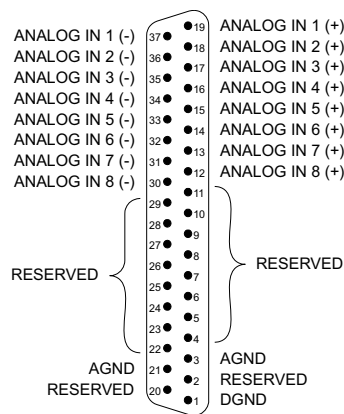 ANALOG IN 1 (-)
ANALOG IN 2 (-)
ANALOG IN 3 (-)
ANALOG IN 4 (-)
ANALOG IN 5 (-)
ANALOG IN 6 (-)
ANALOG IN 7 (-)
ANALOG IN 8 (-)
RESERVED
AGND
RESERVED
37
36
35
34
33
32
31
30
29
28
27
26
25
24
23
22
21
20
19
18
17
16
15
14
13
12
11
10
9
8
7
6
5
4
3
2
1
ANALOG IN 1 (+)
ANALOG IN 2 (+)
ANALOG IN 3 (+)
ANALOG IN 4 (+)
ANALOG IN 5 (+)
ANALOG IN 6 (+)
ANALOG IN 7 (+)
ANALOG IN 8 (+)
RESERVED
AGND
RESERVED
DGND